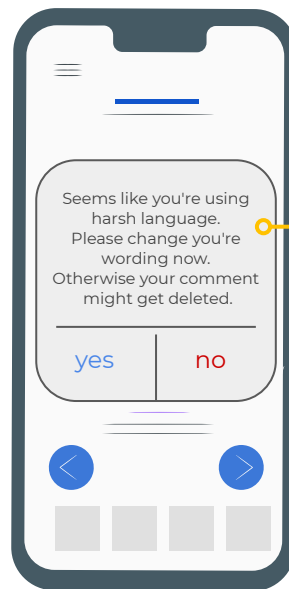 Seems like you're using
harsh language.
Please change you're
wording now.
Otherwise your comment
might get deleted.
yes
no